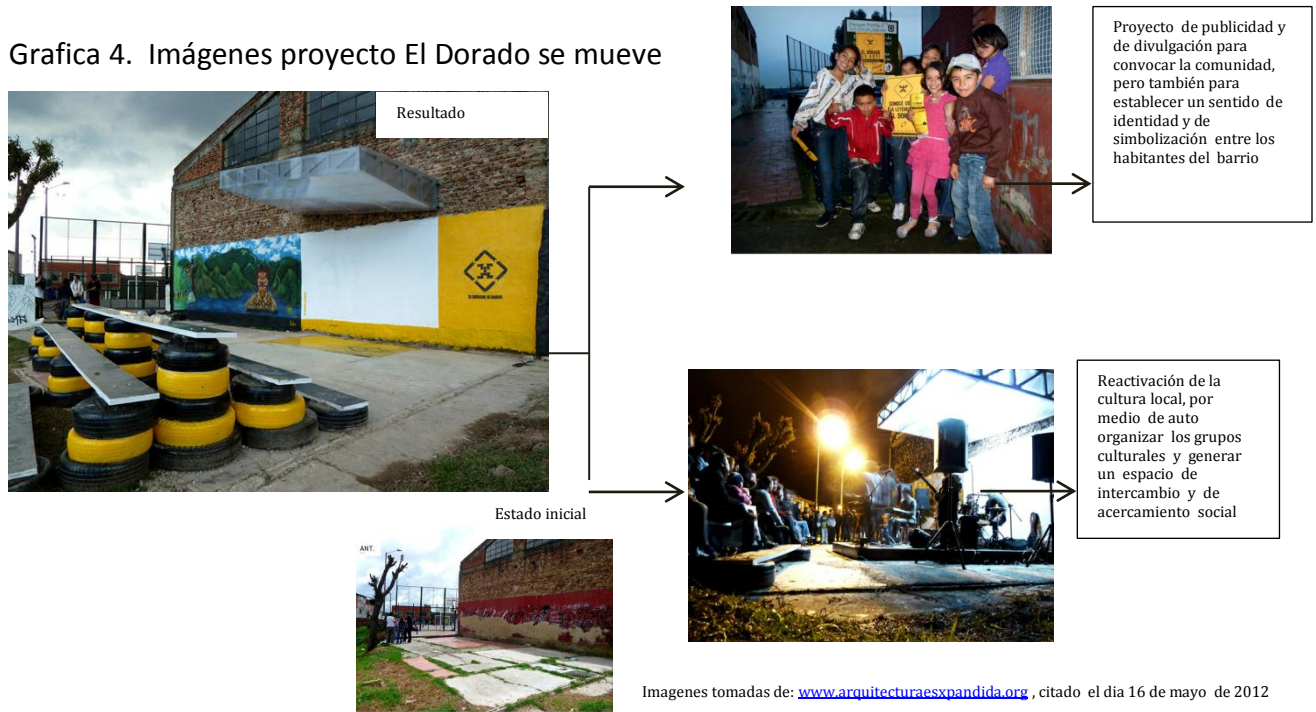 Grafica 4. Imágenes proyecto El Dorado se mueve
Resultado
Proyecto de publicidad y
de divulgación para
convocar la comunidad,
pero también para
establecer un sentido de
identidad y de
simbolización entre los
habitantes del barrio
Reactivación de la
cultura local, por
medio de auto
organizar los grupos
culturales y generar
un espacio de
intercambio y de
acercamiento social
Estado inicial
ANT.
Imagenes tomadas de: www.arquitecturaesxpandida.org , citado el dia 16 de mayo de 2012